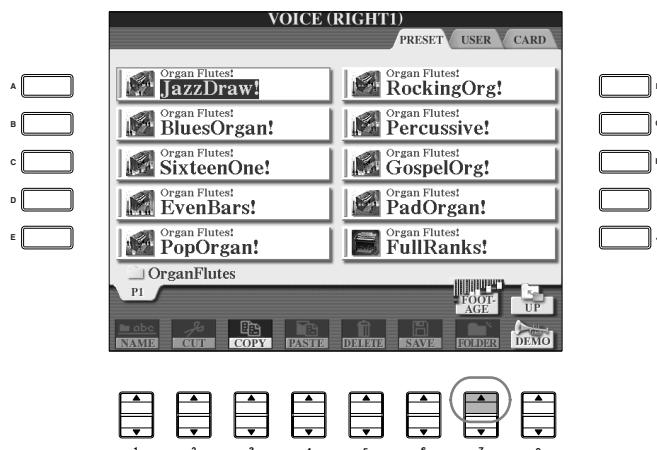 VOICE (RIGHT1)
PRESET USER CARD
A
Organ Flutes!
JazzDraw!
Organ Flutes!
RockingOrg!
B
Organ Flutes!
BluesOrgan!
Organ Flutes!
Percussive!
C
Organ Flutes!
SixteenOne!
Organ Flutes!
GospelOrg!
D
Organ Flutes!
EvenBars!
Organ Flutes!
PadOrgan!
E
Organ Flutes!
PopOrgan!
Organ Flutes!
FullRanks!
OrganFlutes
P1
FOOT-
AGE
UP
abc
NAME CUT COPY PASTE DELETE SAVE FOLDER DEMO